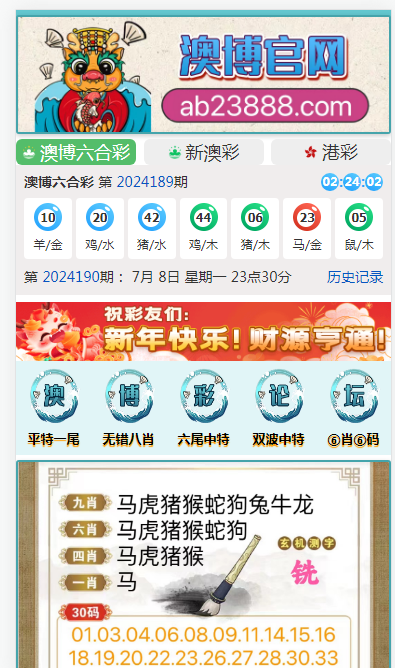 澳博官网
ab23888.com
澳博六合彩 新澳彩 港彩
澳博六合彩 第 2024189期 02:24:02
10 20 42 44 06 23 05
羊/金 鸡/水 猪/水 鸡/木 猪/木 马/金 鼠/木
第 2024190期： 7月 8日 星期一 23点30分 历史记录
祝彩友们：
新年快乐！财源亨通！
澳 博 彩 论 坛
平特一尾 无错八肖 六尾中特 双波中特 ⑥肖⑥码
九肖 马虎猪猴蛇狗兔牛龙
六肖 马虎猪猴蛇狗
四肖 马虎猪猴
玄机测字
一肖 马
铣
30码
01.03.04.06.08.09.11.14.15.16
18.19.20.22.23.26.27.28.30.33